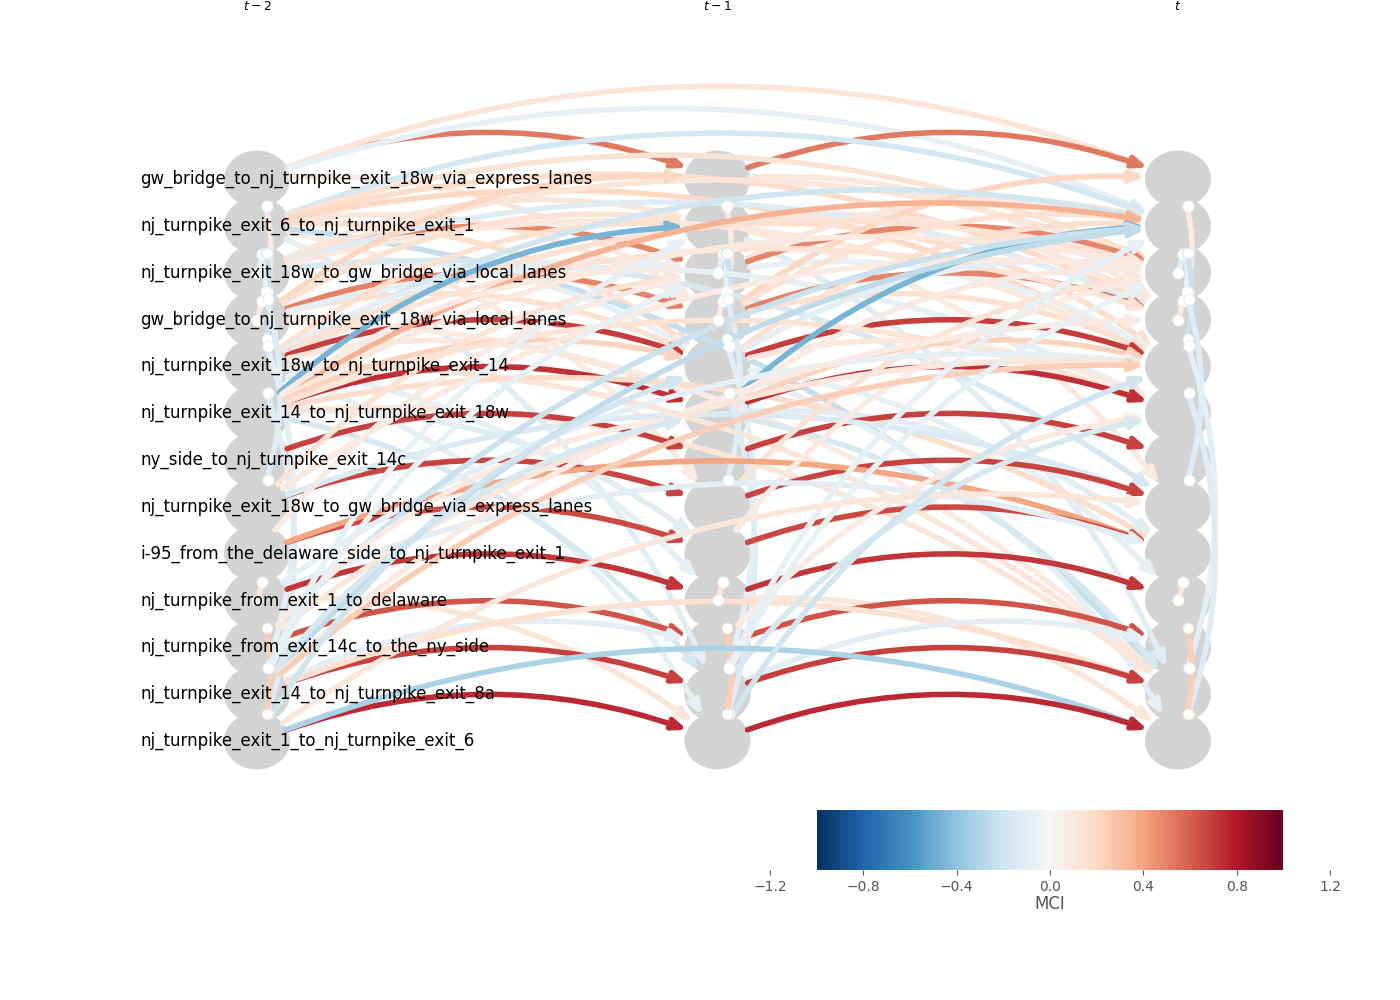 t − 2 t − 1 t
gw_bridge_to_nj_turnpike_exit_18w_via_express_lanes
nj_turnpike_exit_6_to_nj_turnpike_exit_1
nj_turnpike_exit_18w_to_gw_bridge_via_local_lanes
gw_bridge_to_nj_turnpike_exit_18w_via_local_lanes
nj_turnpike_exit_18w_to_nj_turnpike_exit_14
nj_turnpike_exit_14_to_nj_turnpike_exit_18w
ny_side_to_nj_turnpike_exit_14c
nj_turnpike_exit_18w_to_gw_bridge_via_express_lanes
i-95_from_the_delaware_side_to_nj_turnpike_exit_1
nj_turnpike_from_exit_1_to_delaware
nj_turnpike_from_exit_14c_to_the_ny_side
nj_turnpike_exit_14_to_nj_turnpike_exit_8a
nj_turnpike_exit_1_to_nj_turnpike_exit_6
−1.2 −0.8 −0.4 0.0 0.4 0.8 1.2
MCI